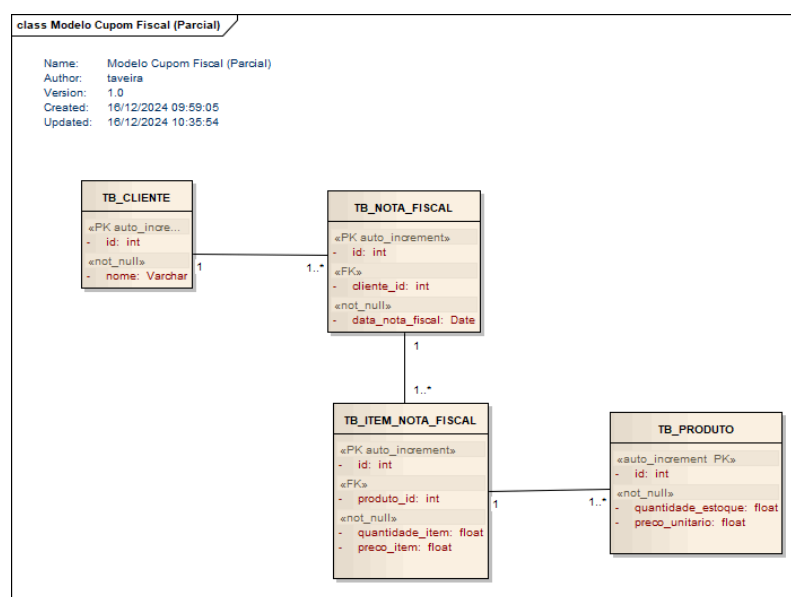 class Modelo Cupom Fiscal (Parcial)
Name: Modelo Cupom Fiscal (Parcial)
Author: taveira
Version: 1.0
Created: 16/12/2024 09:59:05
Updated: 16/12/2024 10:35:54
TB_CLIENTE
«PK auto_incre...
- id: int
«not_null»
- nome: Varchar
1
1..*
TB_NOTA_FISCAL
«PK auto_increment»
- id: int
«FK»
- cliente_id: int
«not_null»
- data_nota_fiscal: Date
1
1..*
TB_ITEM_NOTA_FISCAL
«PK auto_increment»
- id: int
«FK»
- produto_id: int
«not_null»
- quantidade_item: float
- preco_item: float
1
1..*
TB_PRODUTO
«auto_increment PK»
- id: int
«not_null»
- quantidade_estoque: float
- preco_unitario: float